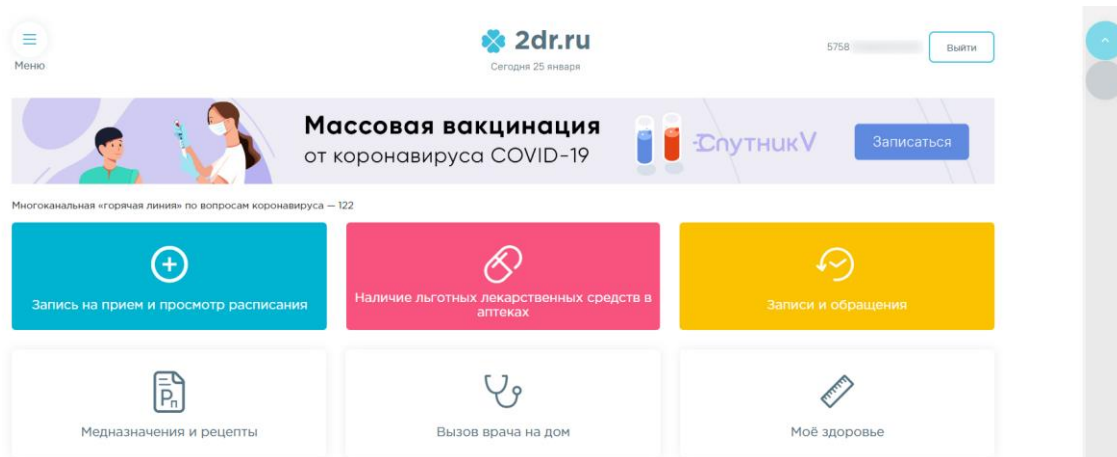 2dr.ru
Меню
Сегодня 25 января
5758
Выйти
Массовая вакцинация
от коронавируса COVID-19
СпутникV
Записаться
Многоканальная «горячая линия» по вопросам коронавируса — 122
Запись на прием и просмотр расписания
Наличие льготных лекарственных средств в
аптеках
Записи и обращения
Рп
Медназначения и рецепты
Вызов врача на дом
Моё здоровье